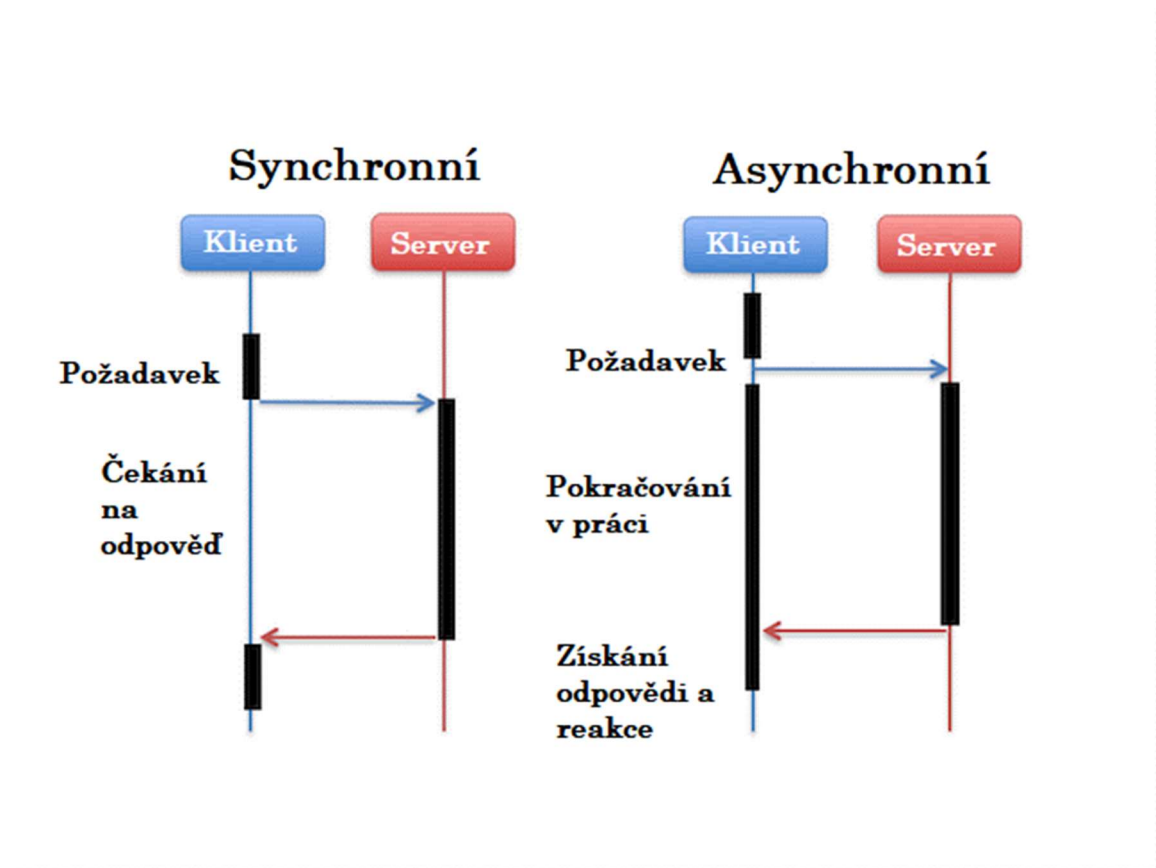 Synchronní
Klient
Server
Požadavek
Čekání
na
odpověď
Asynchronní
Klient
Server
Požadavek
Pokračování
v práci
Získání
odpovědi a
reakce